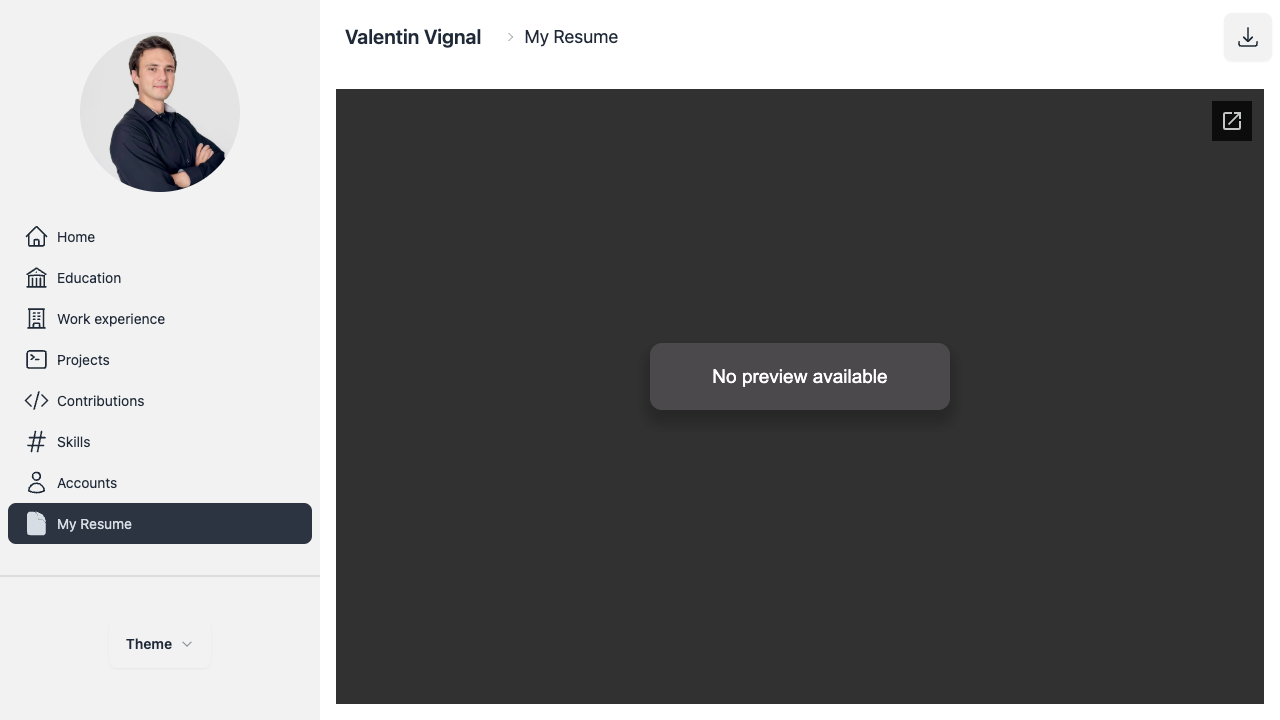 Valentin Vignal
My Resume
Home
Education
Work experience
Projects
Contributions
Skills
Accounts
My Resume
Theme
No preview available